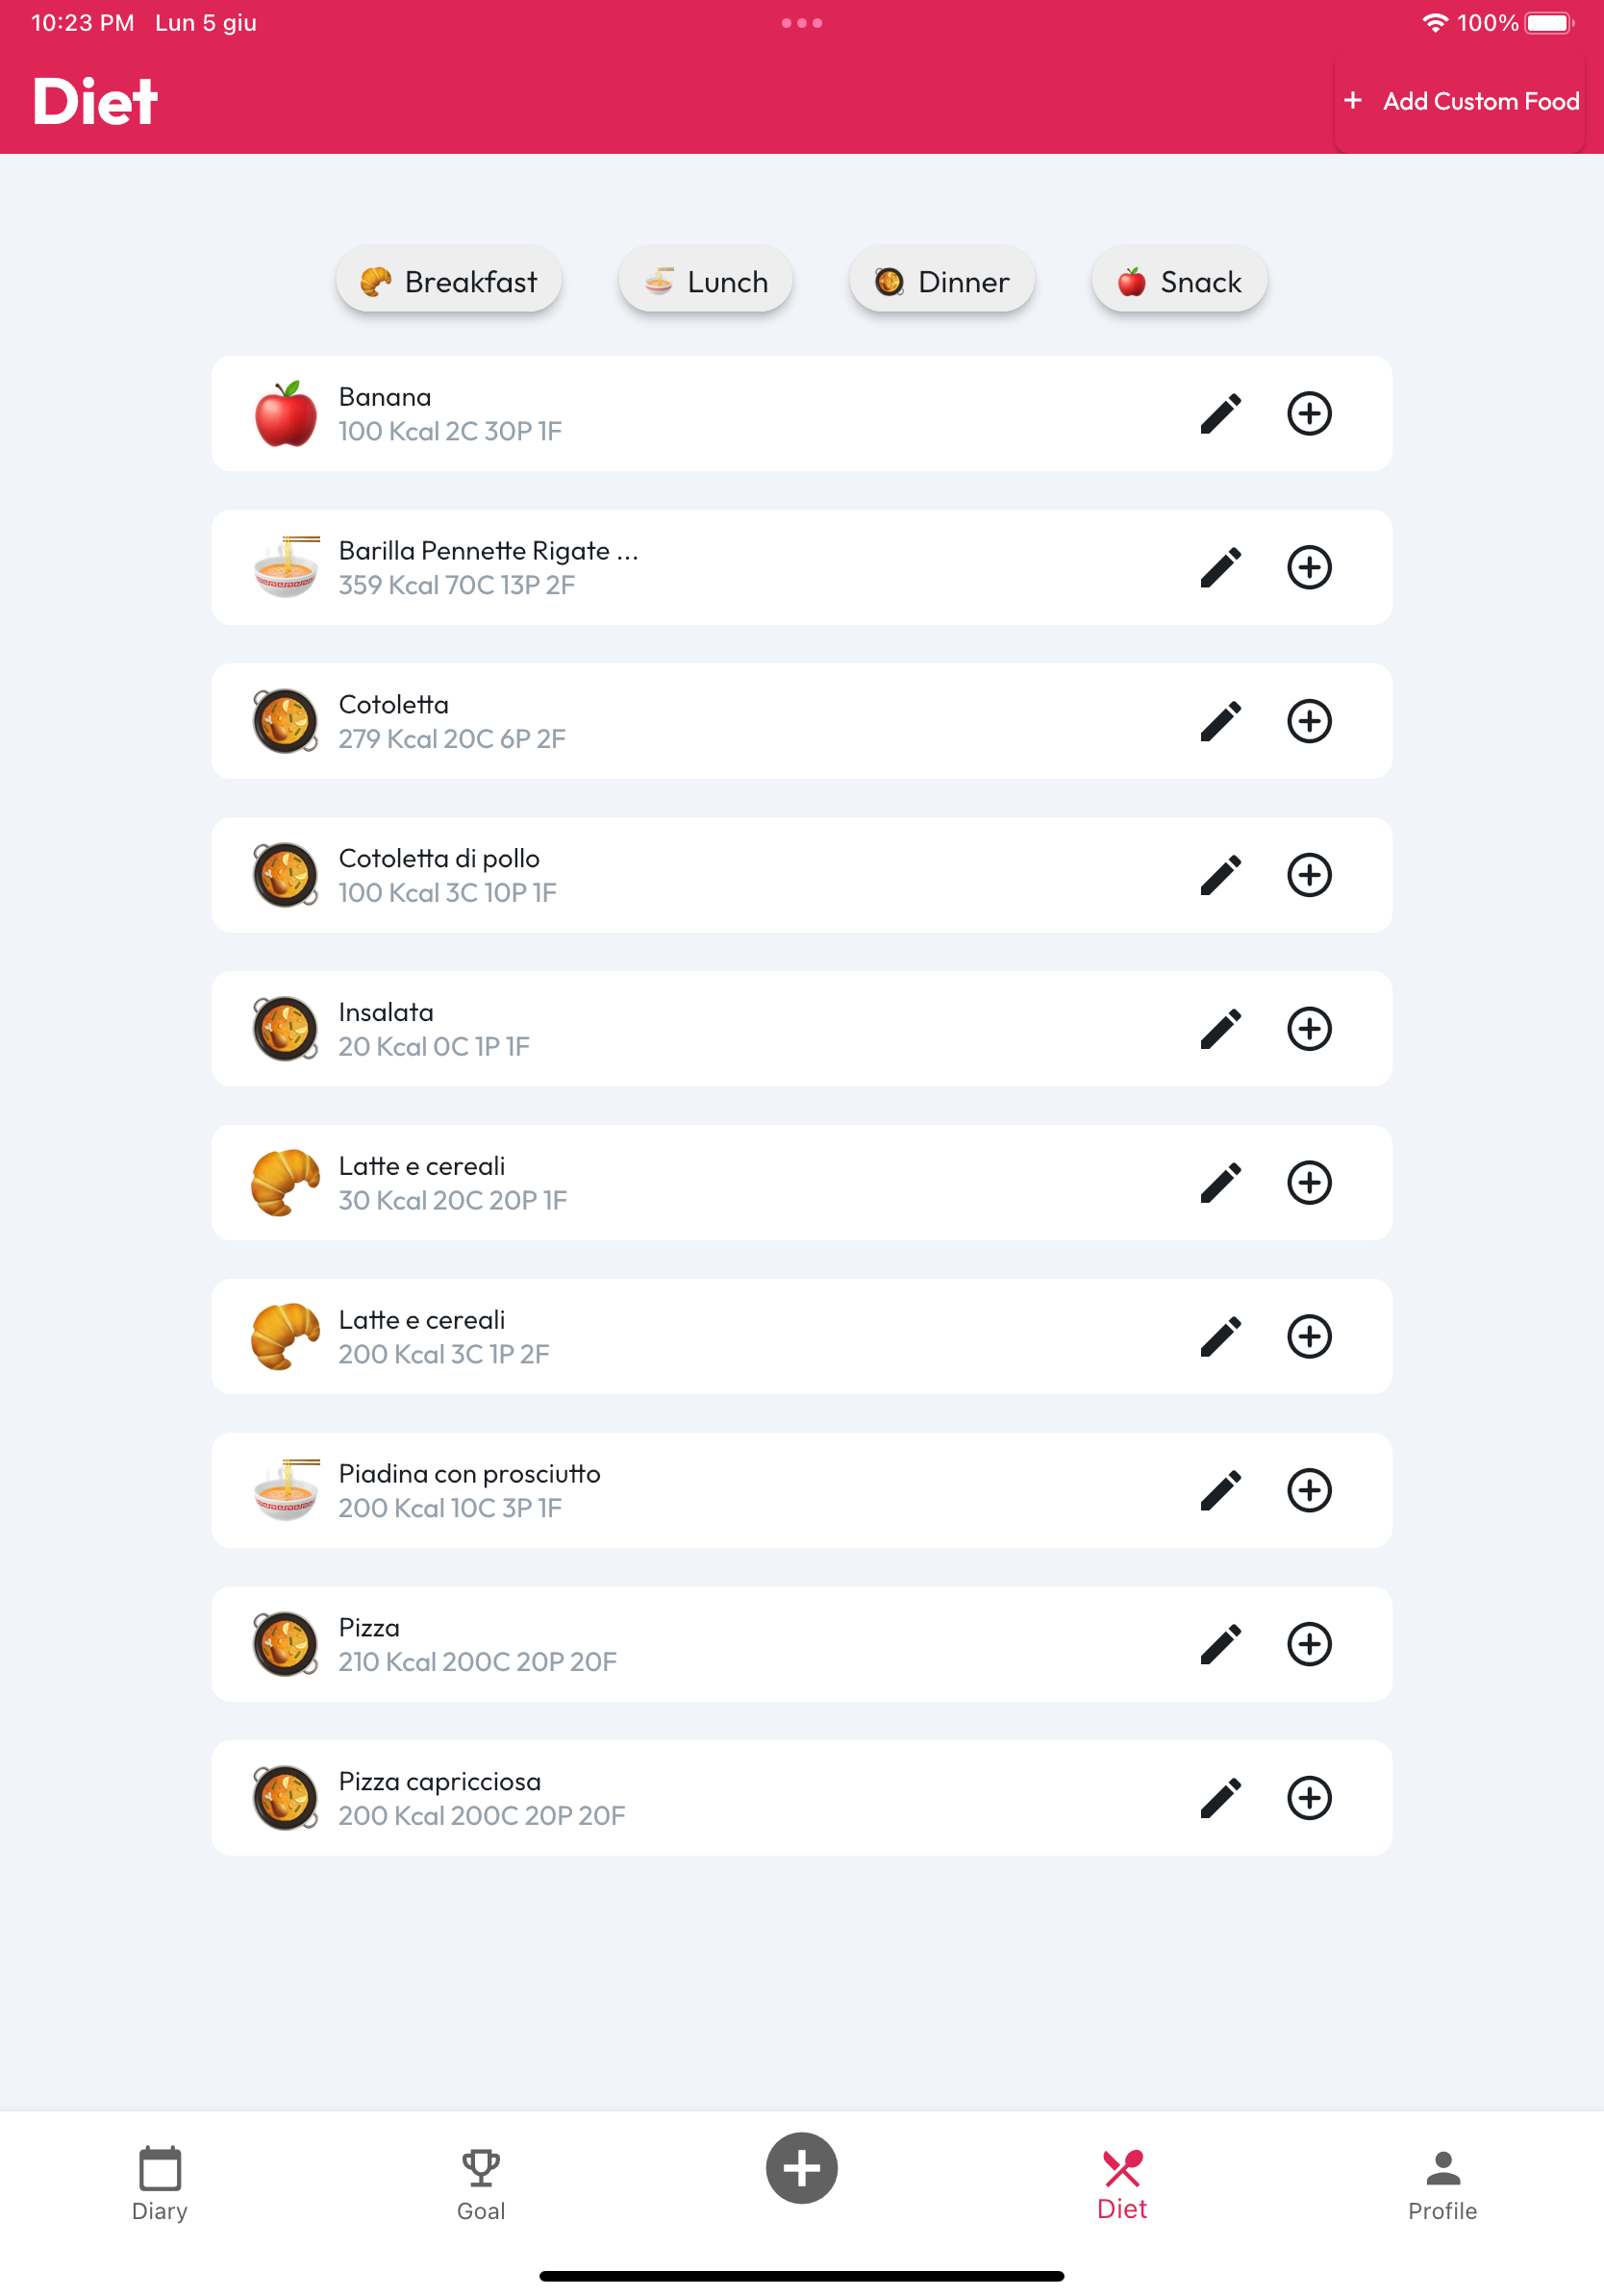 10:23 PM Lun 5 giu
100%
Diet
+ Add Custom Food
Breakfast Lunch Dinner Snack
Banana
100 Kcal 2C 30P 1F
Barilla Pennette Rigate ...
359 Kcal 70C 13P 2F
Cotoletta
279 Kcal 20C 6P 2F
Cotoletta di pollo
100 Kcal 3C 10P 1F
Insalata
20 Kcal 0C 1P 1F
Latte e cereali
30 Kcal 20C 20P 1F
Latte e cereali
200 Kcal 3C 1P 2F
Piadina con prosciutto
200 Kcal 10C 3P 1F
Pizza
210 Kcal 200C 20P 20F
Pizza capricciosa
200 Kcal 200C 20P 20F
Diary Goal Diet Profile